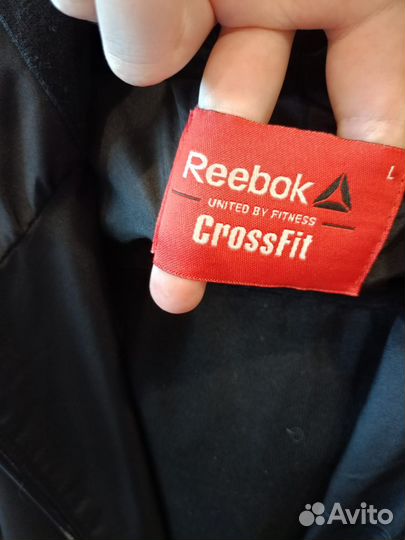 Reebok
UNITED BY FITNESS
CrossFit
L
Avito